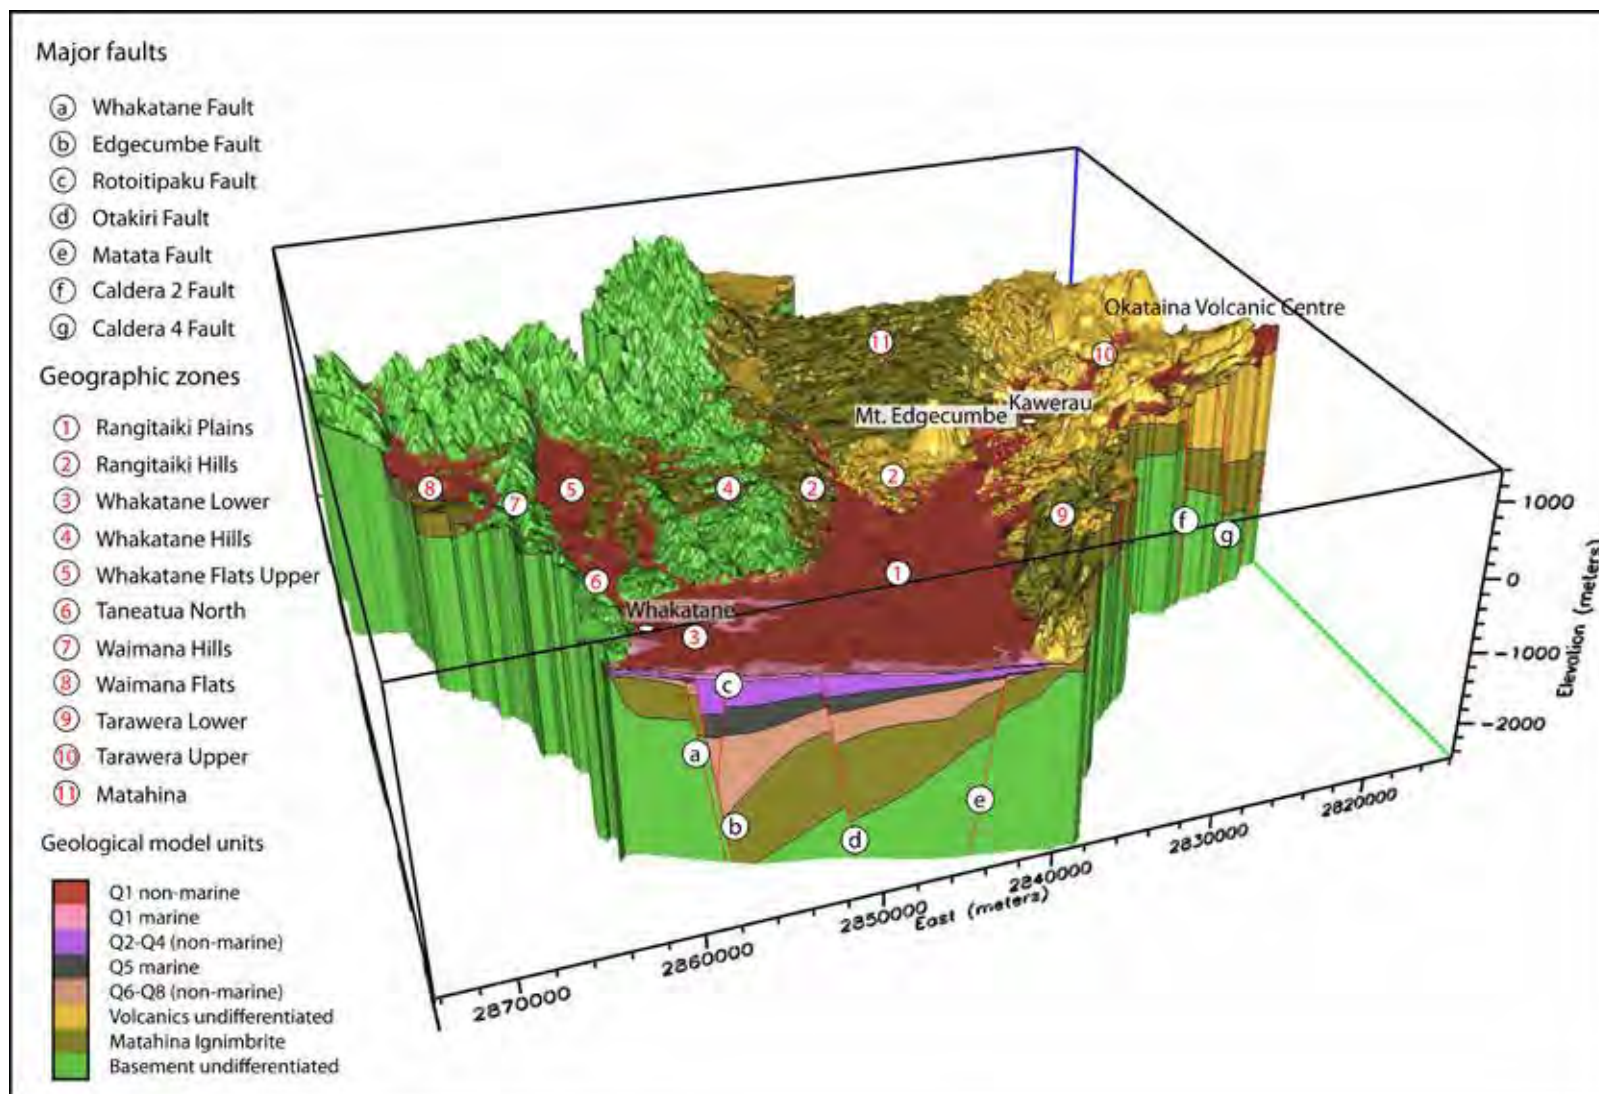 Major faults
a Whakatane Fault
b Edgecumbe Fault
c Rotoitipaku Fault
d Otakiri Fault
e Matata Fault
f Caldera 2 Fault
g Caldera 4 Fault
Geographic zones
1 Rangitaiki Plains
2 Rangitaiki Hills
3 Whakatane Lower
4 Whakatane Hills
5 Whakatane Flats Upper
6 Taneatua North
7 Waimana Hills
8 Waimana Flats
9 Tarawera Lower
10 Tarawera Upper
11 Matahina
Geological model units
Q1 non-marine
Q1 marine
Q2-Q4 (non-marine)
Q5 marine
Q6-Q8 (non-marine)
Volcanics undifferentiated
Matahina Ignimbrite
Basement undifferentiated
Okataina Volcanic Centre
11
10
Kawerau
Mt. Edgecumbe
8
7
5
4
2
2
9
f
g
6
1
Whakatane
3
c
a
b
d
e
1000
0
-1000
-2000
Elevation (meters)
2870000
2860000
2850000
2840000
2830000
2820000
East (meters)